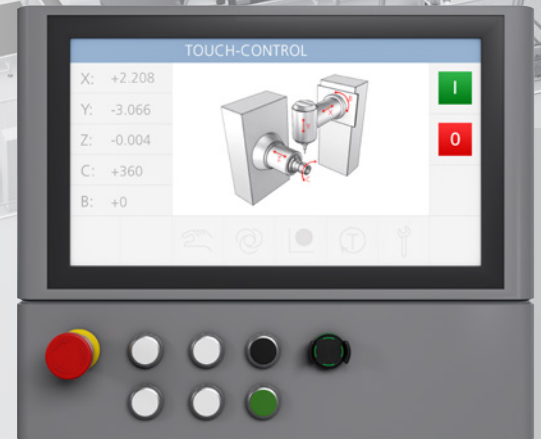 TOUCH-CONTROL
X: +2.208
Y: -3.066
Z: -0.004
C: +360
B: +0
I
0
T